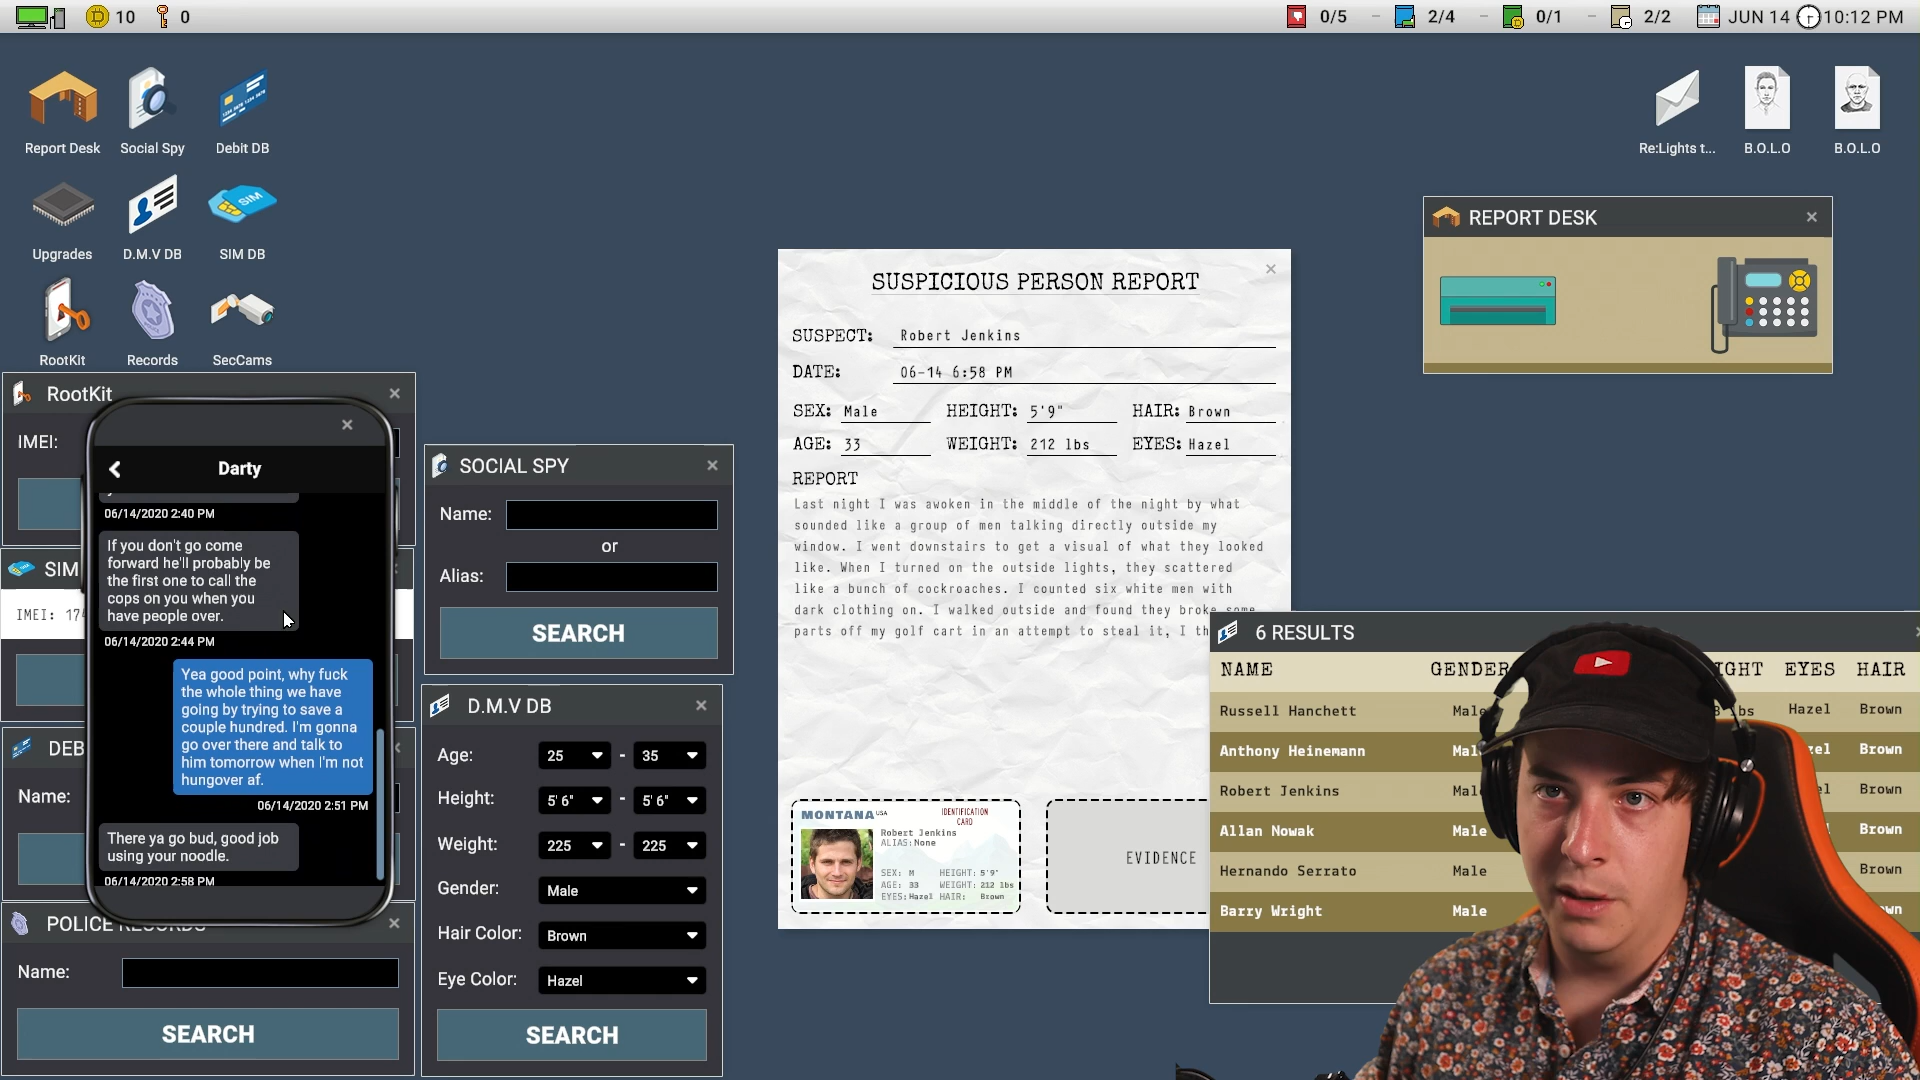 10
0
0/5
2/4
0/1
2/2
JUN 14
10:12 PM
Report Desk
Social Spy
Debit DB
Upgrades
D.M.V DB
SIM DB
RootKit
Records
SecCams
Re:Lights t...
B.O.L.O
B.O.L.O
REPORT DESK
SUSPICIOUS PERSON REPORT
SUSPECT: Robert Jenkins
DATE: 06-14 6:58 PM
SEX: Male HEIGHT: 5'9" HAIR: Brown
AGE: 33 WEIGHT: 212 lbs EYES: Hazel
REPORT
Last night I was awoken in the middle of the night by what
sounded like a group of men talking directly outside my
window. I went downstairs to get a visual of what they looked
like. When I turned on the outside lights, they scattered
like a bunch of cockroaches. I counted six white men with
dark clothing on. I walked outside and found they broke some
parts off my golf cart in an attempt to steal it, I th
MONTANA USA
IDENTIFICATION
CARD
Robert Jenkins
ALIAS: None
SEX: M HEIGHT: 5'9"
AGE: 33 WEIGHT: 212 lbs
EYES: Hazel HAIR: Brown
EVIDENCE
RootKit
IMEI:
SIM
IMEI: 174
DEB
Name:
POLICE RECORDS
Name:
SEARCH
Darty
06/14/2020 2:40 PM
If you don't go come
forward he'll probably be
the first one to call the
cops on you when you
have people over.
06/14/2020 2:44 PM
Yea good point, why fuck
the whole thing we have
going by trying to save a
couple hundred. I'm gonna
go over there and talk to
him tomorrow when I'm not
hungover af.
06/14/2020 2:51 PM
There ya go bud, good job
using your noodle.
06/14/2020 2:58 PM
SOCIAL SPY
Name:
or
Alias:
SEARCH
D.M.V DB
Age: 25 - 35
Height: 5' 6" - 5' 6"
Weight: 225 - 225
Gender: Male
Hair Color: Brown
Eye Color: Hazel
SEARCH
6 RESULTS
NAME GENDER IGHT EYES HAIR
Russell Hanchett Male lbs Hazel Brown
Anthony Heinemann Mal zel Brown
Robert Jenkins Mal el Brown
Allan Nowak Male Brown
Hernando Serrato Male Brown
Barry Wright Male wn